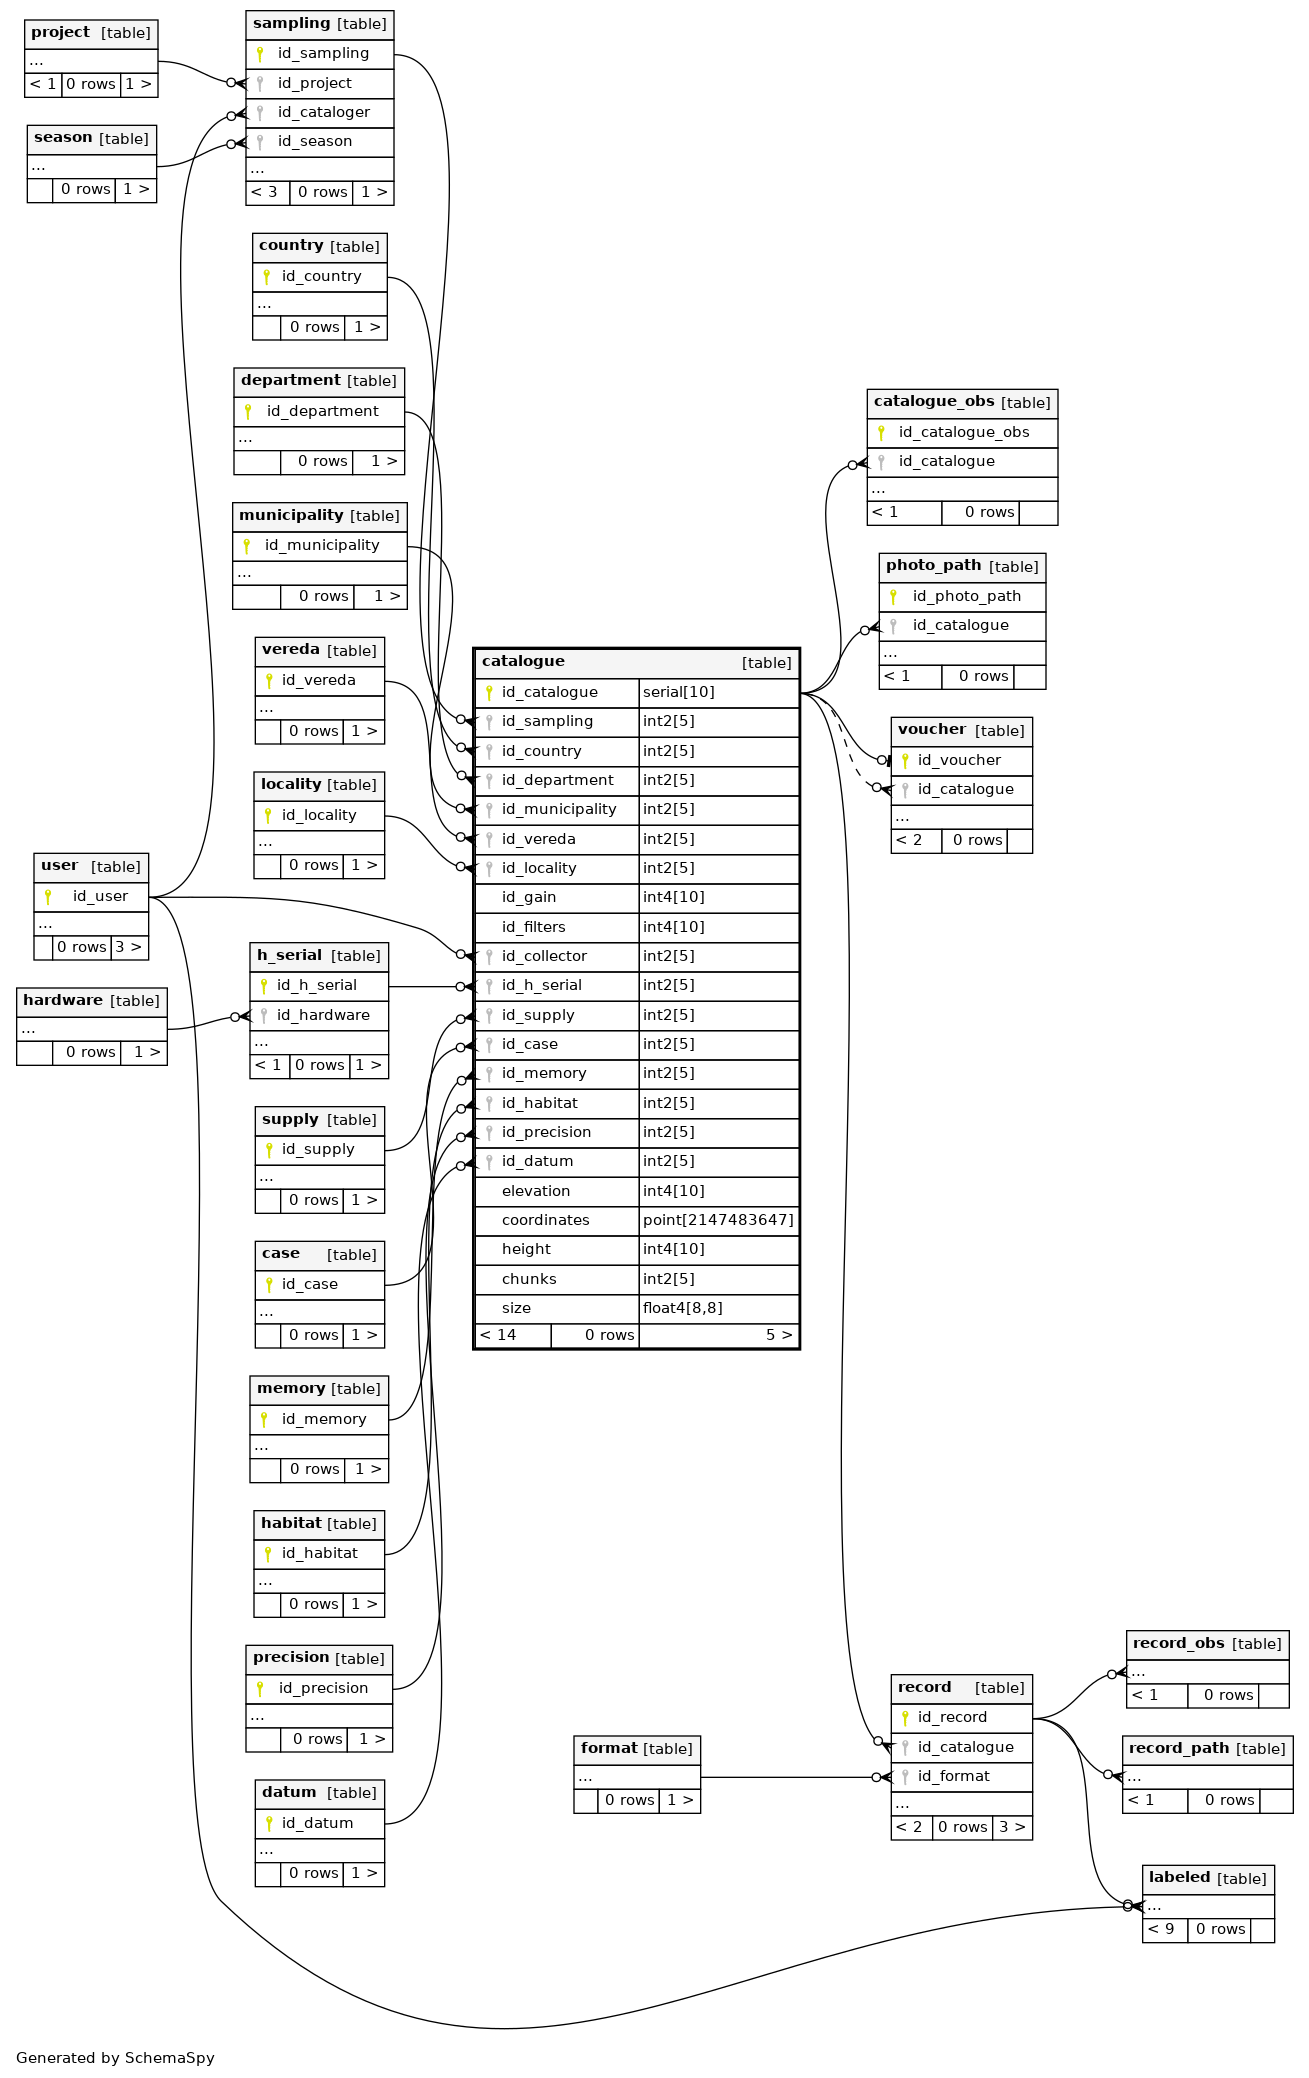 project [table]
...
< 1 0 rows 1 >
season [table]
...
0 rows 1 >
sampling [table]
id_sampling
id_project
id_cataloger
id_season
...
< 3 0 rows 1 >
country [table]
id_country
...
0 rows 1 >
department [table]
id_department
...
0 rows 1 >
municipality [table]
id_municipality
...
0 rows 1 >
vereda [table]
id_vereda
...
0 rows 1 >
locality [table]
id_locality
...
0 rows 1 >
user [table]
id_user
...
0 rows 3 >
hardware [table]
...
0 rows 1 >
h_serial [table]
id_h_serial
id_hardware
...
< 1 0 rows 1 >
supply [table]
id_supply
...
0 rows 1 >
case [table]
id_case
...
0 rows 1 >
memory [table]
id_memory
...
0 rows 1 >
habitat [table]
id_habitat
...
0 rows 1 >
precision [table]
id_precision
...
0 rows 1 >
datum [table]
id_datum
...
0 rows 1 >
catalogue [table]
id_catalogue serial[10]
id_sampling int2[5]
id_country int2[5]
id_department int2[5]
id_municipality int2[5]
id_vereda int2[5]
id_locality int2[5]
id_gain int4[10]
id_filters int4[10]
id_collector int2[5]
id_h_serial int2[5]
id_supply int2[5]
id_case int2[5]
id_memory int2[5]
id_habitat int2[5]
id_precision int2[5]
id_datum int2[5]
elevation int4[10]
coordinates point[2147483647]
height int4[10]
chunks int2[5]
size float4[8,8]
< 14 0 rows 5 >
catalogue_obs [table]
id_catalogue_obs
id_catalogue
...
< 1 0 rows
photo_path [table]
id_photo_path
id_catalogue
...
< 1 0 rows
voucher [table]
id_voucher
id_catalogue
...
< 2 0 rows
format [table]
...
0 rows 1 >
record [table]
id_record
id_catalogue
id_format
...
< 2 0 rows 3 >
record_obs [table]
...
< 1 0 rows
record_path [table]
...
< 1 0 rows
labeled [table]
...
< 9 0 rows
Generated by SchemaSpy